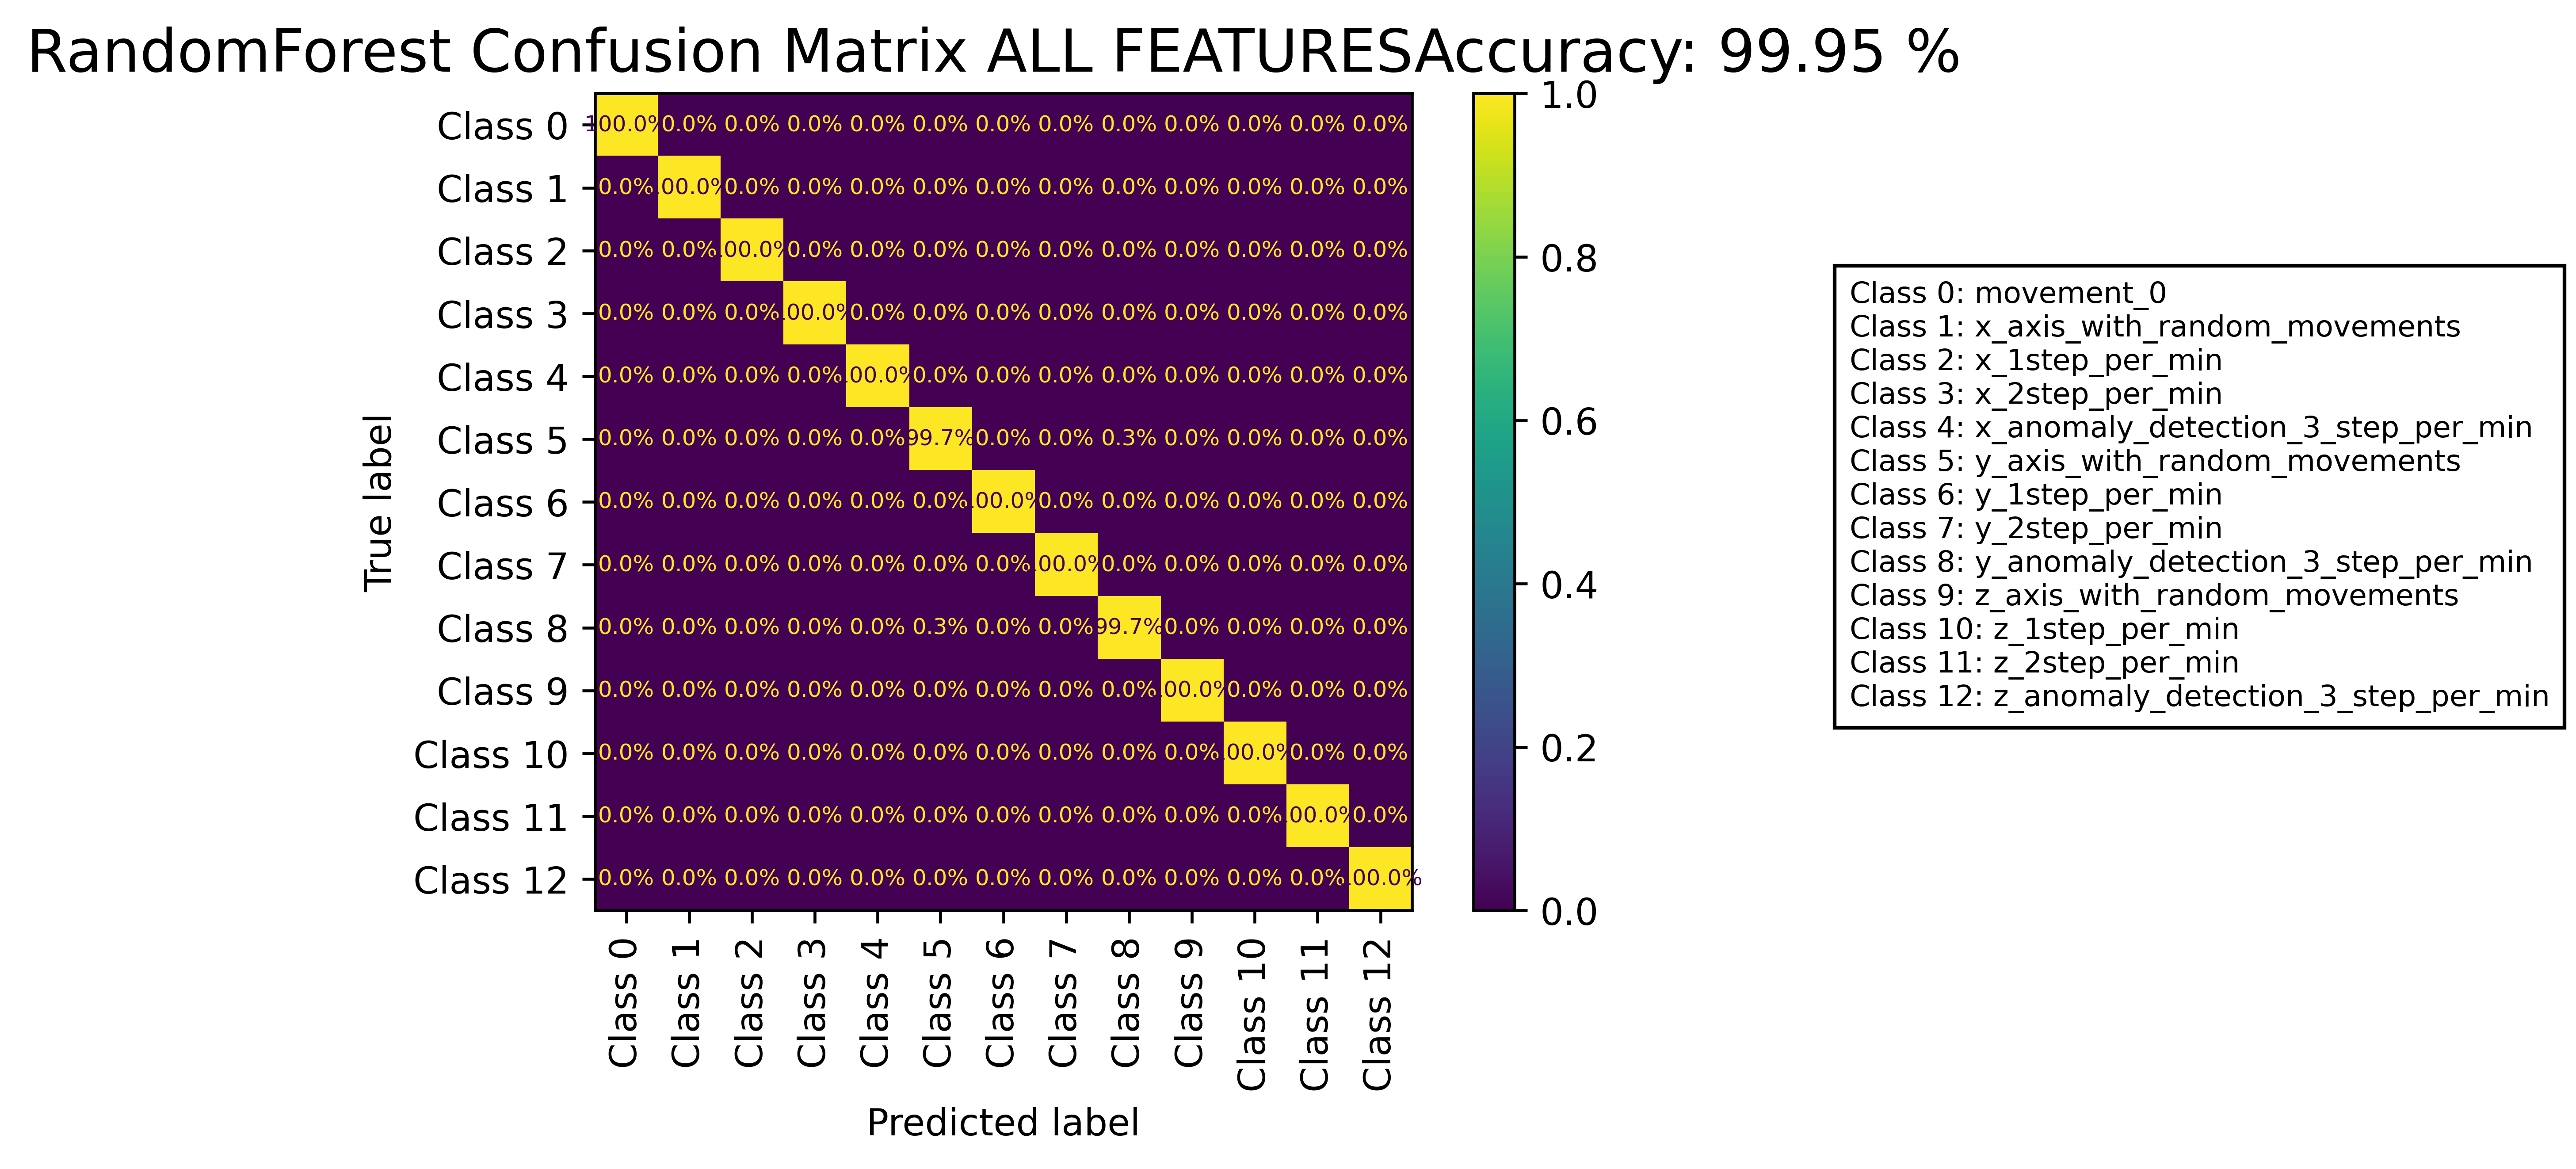 RandomForest Confusion Matrix ALL FEATURESAccuracy: 99.95 %
True label
Class 0 100.0% 0.0% 0.0% 0.0% 0.0% 0.0% 0.0% 0.0% 0.0% 0.0% 0.0% 0.0% 0.0%
Class 1 0.0% 100.0% 0.0% 0.0% 0.0% 0.0% 0.0% 0.0% 0.0% 0.0% 0.0% 0.0% 0.0%
Class 2 0.0% 0.0% 100.0% 0.0% 0.0% 0.0% 0.0% 0.0% 0.0% 0.0% 0.0% 0.0% 0.0%
Class 3 0.0% 0.0% 0.0% 100.0% 0.0% 0.0% 0.0% 0.0% 0.0% 0.0% 0.0% 0.0% 0.0%
Class 4 0.0% 0.0% 0.0% 0.0% 100.0% 0.0% 0.0% 0.0% 0.0% 0.0% 0.0% 0.0% 0.0%
Class 5 0.0% 0.0% 0.0% 0.0% 0.0% 99.7% 0.0% 0.0% 0.3% 0.0% 0.0% 0.0% 0.0%
Class 6 0.0% 0.0% 0.0% 0.0% 0.0% 0.0% 100.0% 0.0% 0.0% 0.0% 0.0% 0.0% 0.0%
Class 7 0.0% 0.0% 0.0% 0.0% 0.0% 0.0% 0.0% 100.0% 0.0% 0.0% 0.0% 0.0% 0.0%
Class 8 0.0% 0.0% 0.0% 0.0% 0.0% 0.3% 0.0% 0.0% 99.7% 0.0% 0.0% 0.0% 0.0%
Class 9 0.0% 0.0% 0.0% 0.0% 0.0% 0.0% 0.0% 0.0% 0.0% 100.0% 0.0% 0.0% 0.0%
Class 10 0.0% 0.0% 0.0% 0.0% 0.0% 0.0% 0.0% 0.0% 0.0% 0.0% 100.0% 0.0% 0.0%
Class 11 0.0% 0.0% 0.0% 0.0% 0.0% 0.0% 0.0% 0.0% 0.0% 0.0% 0.0% 100.0% 0.0%
Class 12 0.0% 0.0% 0.0% 0.0% 0.0% 0.0% 0.0% 0.0% 0.0% 0.0% 0.0% 0.0% 100.0%
Class 0 Class 1 Class 2 Class 3 Class 4 Class 5 Class 6 Class 7 Class 8 Class 9 Class 10 Class 11 Class 12
Predicted label
1.0
0.8
0.6
0.4
0.2
0.0
Class 0: movement_0
Class 1: x_axis_with_random_movements
Class 2: x_1step_per_min
Class 3: x_2step_per_min
Class 4: x_anomaly_detection_3_step_per_min
Class 5: y_axis_with_random_movements
Class 6: y_1step_per_min
Class 7: y_2step_per_min
Class 8: y_anomaly_detection_3_step_per_min
Class 9: z_axis_with_random_movements
Class 10: z_1step_per_min
Class 11: z_2step_per_min
Class 12: z_anomaly_detection_3_step_per_min